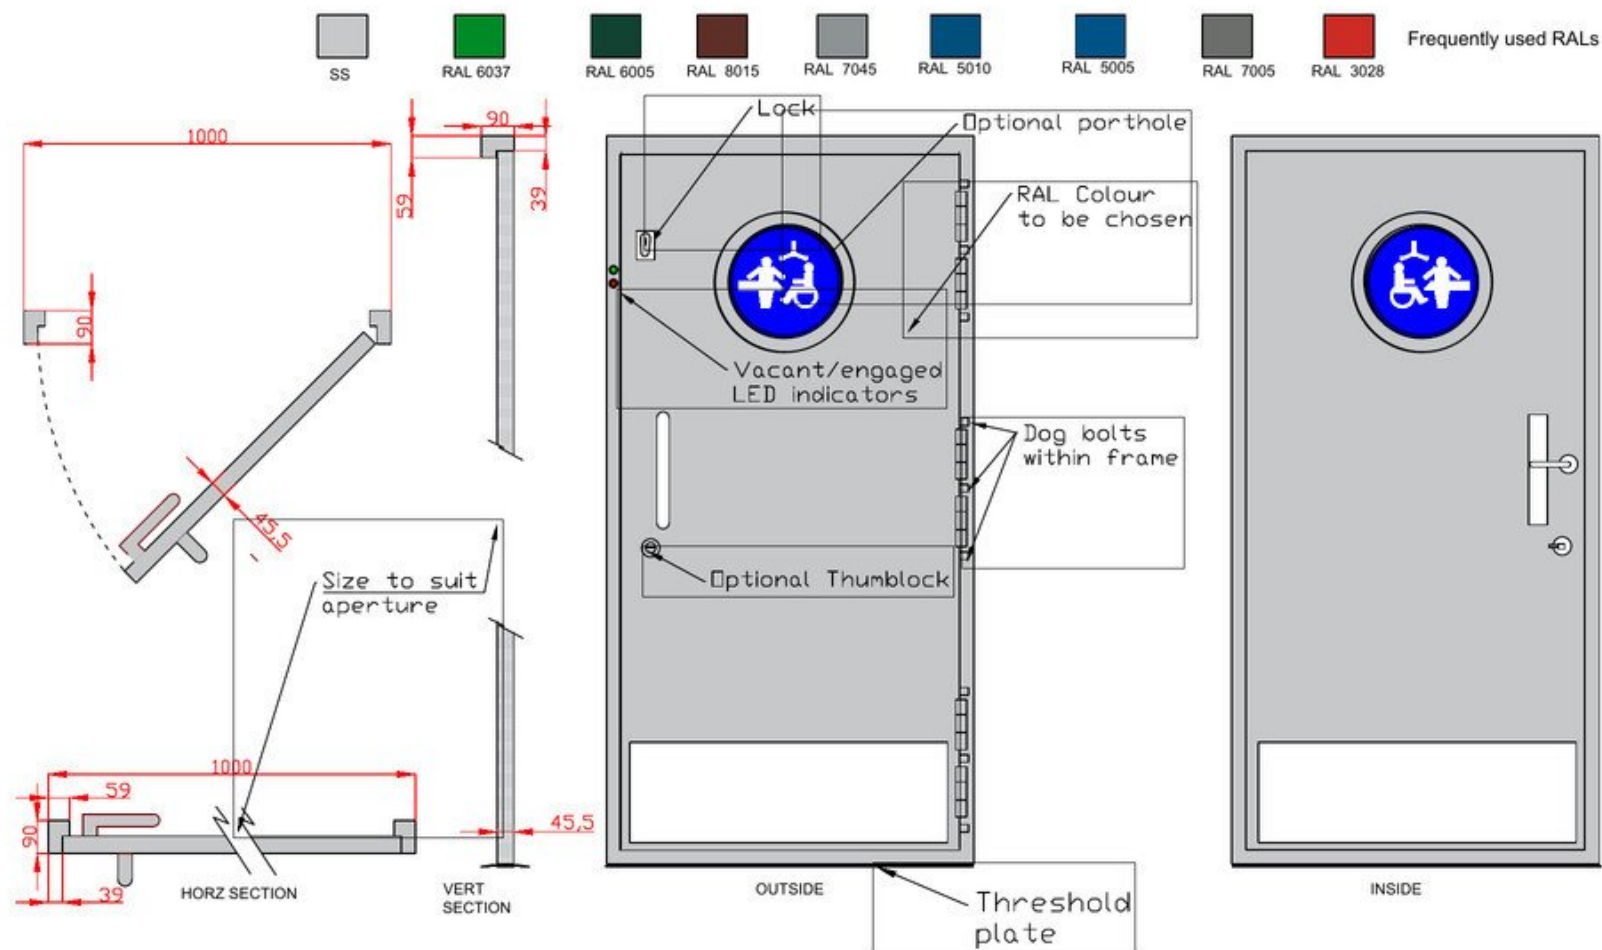 Frequently used RALs
SS
RAL 6037
RAL 6005
RAL 8015
RAL 7045
RAL 5010
RAL 5005
RAL 7005
RAL 3028
1000
90
59
39
90
45,5
Size to suit
aperture
1000
59
90
39
45,5
HORZ SECTION
VERT
SECTION
Lock
Optional porthole
RAL Colour
to be chosen
Vacant/engaged
LED indicators
Dog bolts
within frame
Optional Thumblock
Threshold
plate
OUTSIDE
INSIDE